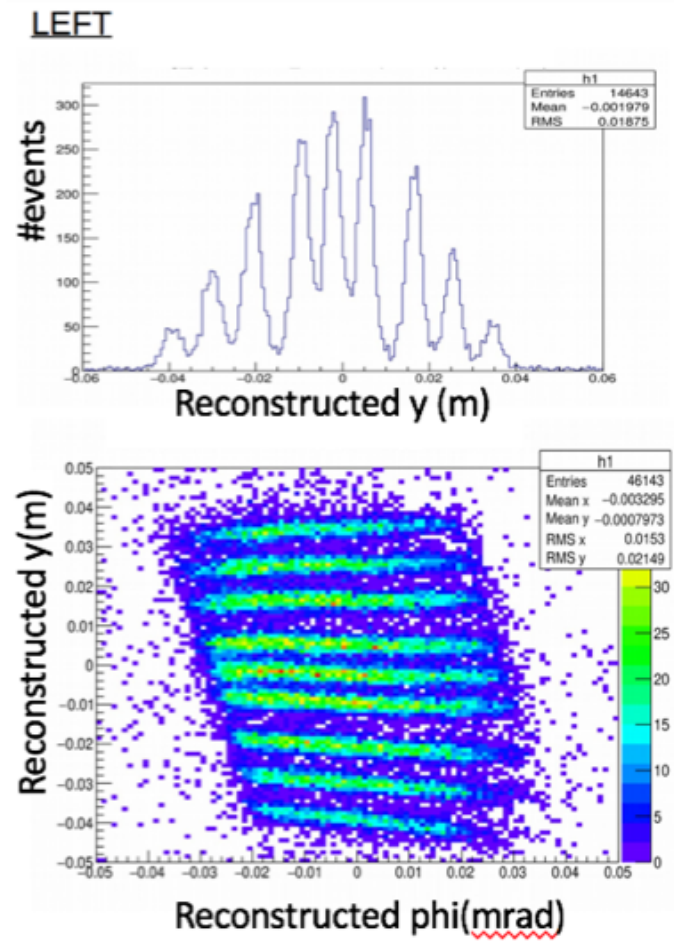 LEFT
h1
Entries 14643
Mean -0.001979
RMS 0.01875
#events
300
250
200
150
100
50
0
-0.06 -0.04 -0.02 0 0.02 0.04 0.06
Reconstructed y (m)
h1
Entries 46143
Mean x -0.003295
Mean y -0.0007973
RMS x 0.0153
RMS y 0.02149
Reconstructed y(m)
0.05
0.04
0.03
0.02
0.01
0
-0.01
-0.02
-0.03
-0.04
-0.05
30
25
20
15
10
5
0
-0.05 -0.04 -0.03 -0.02 -0.01 0 0.01 0.02 0.03 0.04 0.05
Reconstructed phi(mrad)